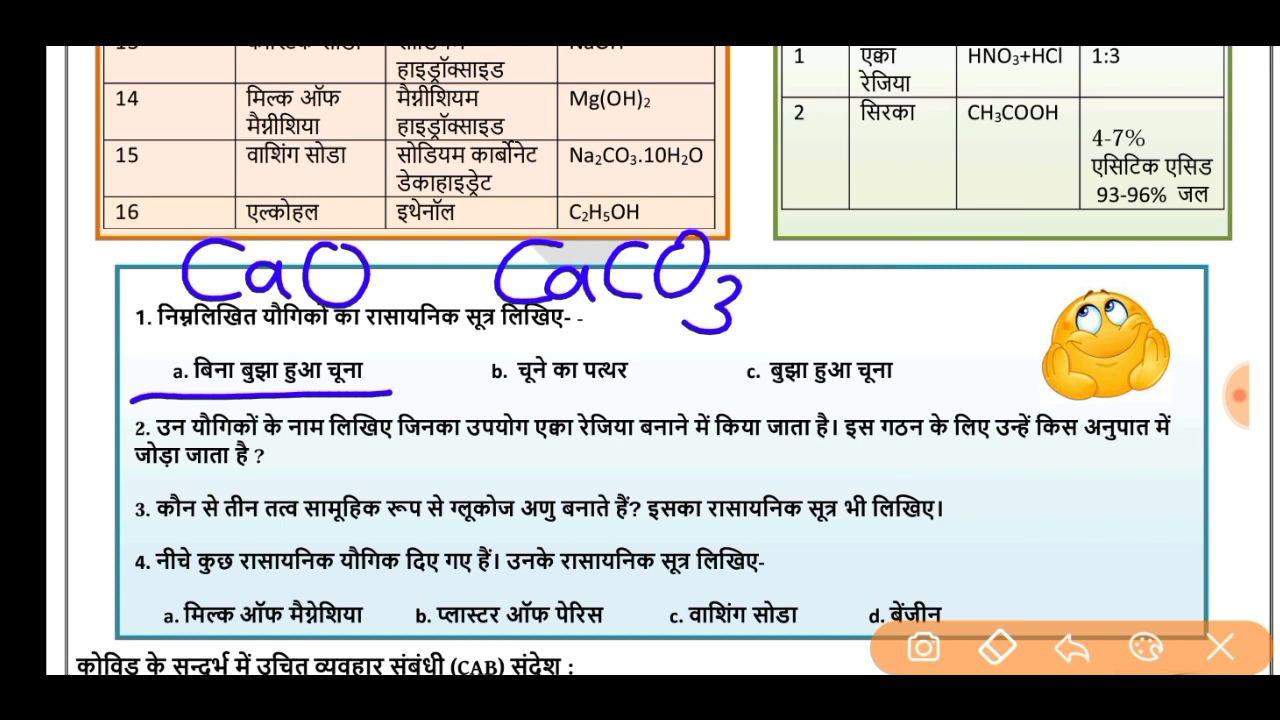 हाइड्रॉक्साइड
14 मिल्क ऑफ मैग्नीशिया मैग्नीशियम हाइड्रॉक्साइड Mg(OH)₂
15 वाशिंग सोडा सोडियम कार्बोनेट डेकाहाइड्रेट Na₂CO₃.10H₂O
16 एल्कोहल इथेनॉल C₂H₅OH
1 एक्वा रेजिया HNO₃+HCl 1:3
2 सिरका CH₃COOH 4-7% एसिटिक एसिड 93-96% जल
CaO CaCO₃
1. निम्नलिखित यौगिकों का रासायनिक सूत्र लिखिए- -
a. बिना बुझा हुआ चूना b. चूने का पत्थर c. बुझा हुआ चूना
2. उन यौगिकों के नाम लिखिए जिनका उपयोग एक्वा रेजिया बनाने में किया जाता है। इस गठन के लिए उन्हें किस अनुपात में
जोड़ा जाता है ?
3. कौन से तीन तत्व सामूहिक रूप से ग्लूकोज अणु बनाते हैं? इसका रासायनिक सूत्र भी लिखिए।
4. नीचे कुछ रासायनिक यौगिक दिए गए हैं। उनके रासायनिक सूत्र लिखिए-
a. मिल्क ऑफ मैग्नेशिया b. प्लास्टर ऑफ पेरिस c. वाशिंग सोडा d. बेंजीन
कोविड के सन्दर्भ में उचित व्यवहार संबंधी (CAB) संदेश :